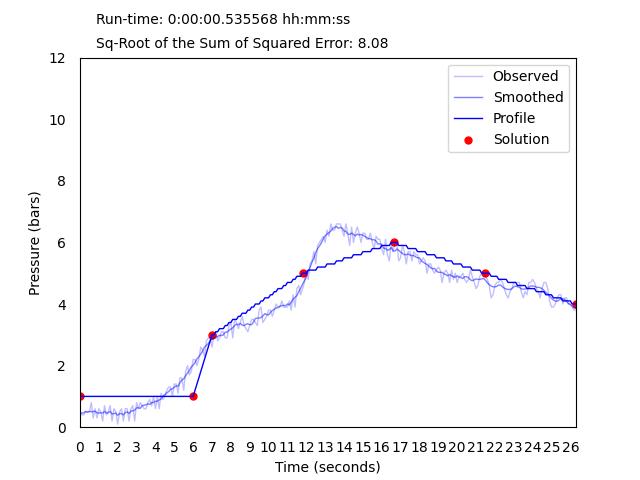 Run-time: 0:00:00.535568 hh:mm:ss
Sq-Root of the Sum of Squared Error: 8.08
12
10
8
6
4
2
0
Pressure (bars)
Observed
Smoothed
Profile
Solution
0 1 2 3 4 5 6 7 8 9 10 11 12 13 14 15 16 17 18 19 20 21 22 23 24 25 26
Time (seconds)